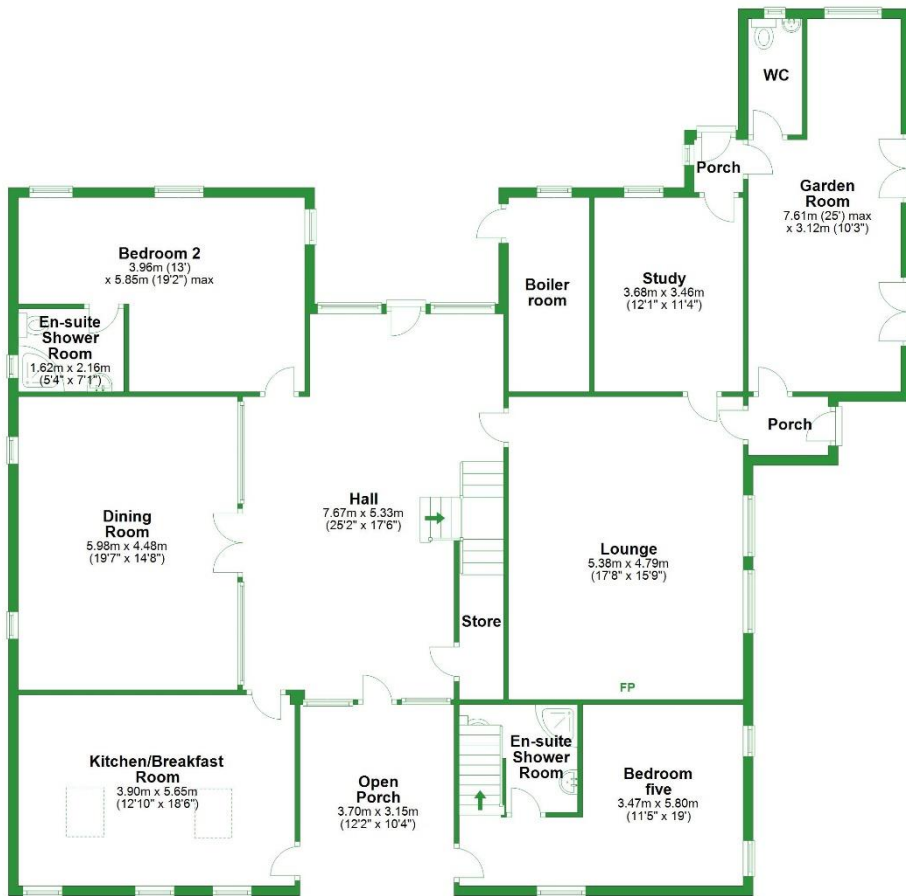 WC
Porch
Garden
Room
7.61m (25') max
x 3.12m (10'3")
Bedroom 2
3.96m (13')
x 5.85m (19'2") max
Boiler
room
Study
3.68m x 3.46m
(12'1" x 11'4")
En-suite
Shower
Room
1.62m x 2.16m
(5'4" x 7'1")
Porch
Dining
Room
5.98m x 4.48m
(19'7" x 14'8")
Hall
7.67m x 5.33m
(25'2" x 17'6")
Lounge
5.38m x 4.79m
(17'8" x 15'9")
Store
FP
Kitchen/Breakfast
Room
3.90m x 5.65m
(12'10" x 18'6")
Open
Porch
3.70m x 3.15m
(12'2" x 10'4")
En-suite
Shower
Room
Bedroom
five
3.47m x 5.80m
(11'5" x 19')